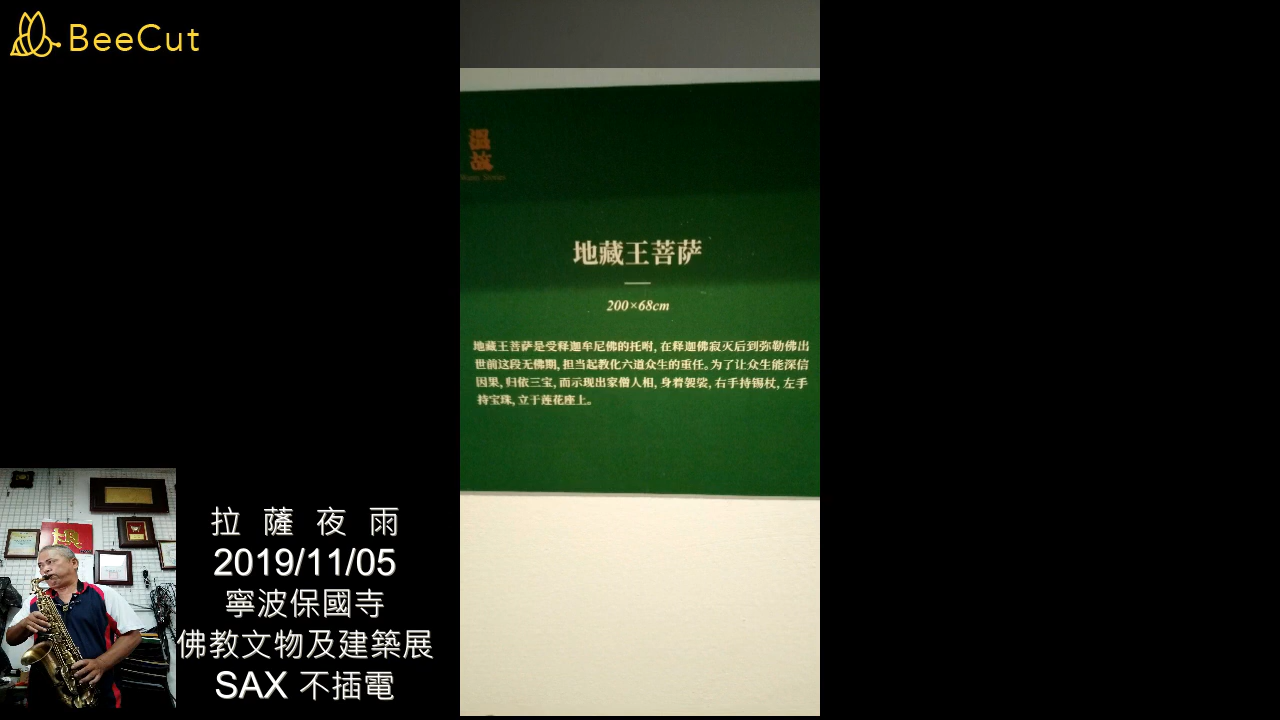 BeeCut
温故
地藏王菩萨
200×68cm
地藏王菩萨是受释迦牟尼佛的托咐, 在释迦佛寂灭后到弥勒佛出
世前这段无佛期, 担当起教化六道众生的重任。为了让众生能深信
因果, 归依三宝, 而示现出家僧人相, 身着袈裟, 右手持锡杖, 左手
持宝珠, 立于莲花座上。
拉薩夜雨
2019/11/05
寧波保國寺
佛教文物及建築展
SAX 不插電